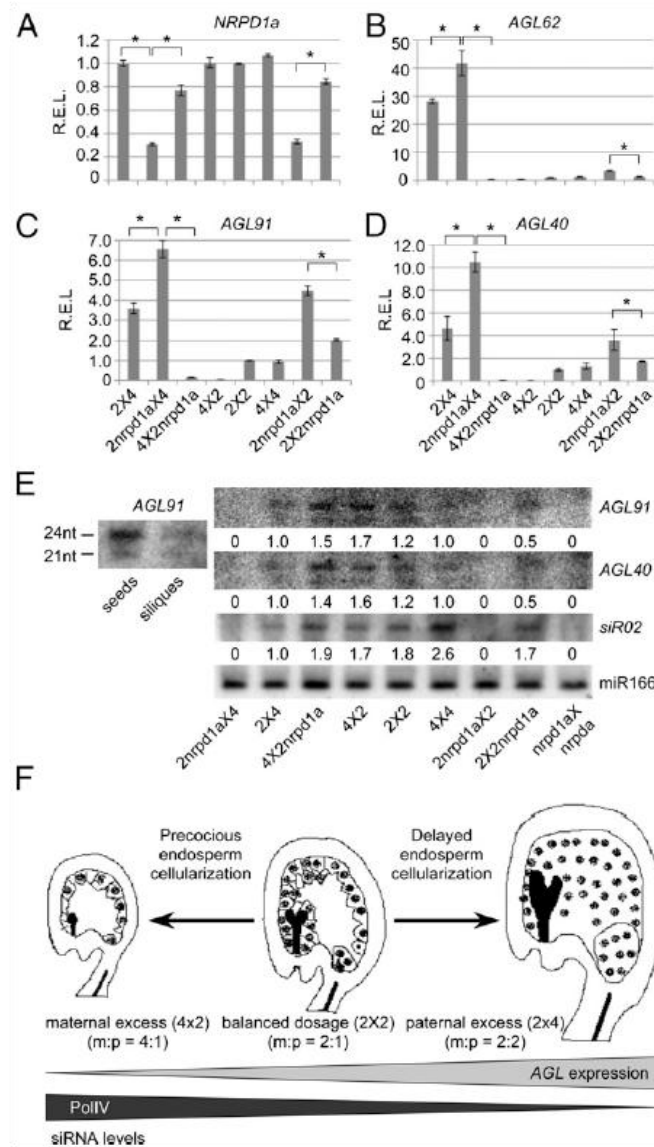 A
NRPD1a
R.E.L.
1.2
1.0
0.8
0.6
0.4
0.2
0
* * *
B
AGL62
R.E.L.
50
40
30
20
10
0
* * *
C
AGL91
R.E.L
7.0
6.0
5.0
4.0
3.0
2.0
1.0
0
* * *
2X4
2nrpd1aX4
4X2nrpd1a
4X2
2X2
4X4
2nrpd1aX2
2X2nrpd1a
D
AGL40
R.E.L
12.0
10.0
8.0
6.0
4.0
2.0
0
* * *
2X4
2nrpd1aX4
4X2nrpd1a
4X2
2X2
4X4
2nrpd1aX2
2X2nrpd1a
E
AGL91
24nt
21nt
seeds
siliques
AGL91
0 1.0 1.5 1.7 1.2 1.0 0 0.5 0
AGL40
0 1.0 1.4 1.6 1.2 1.0 0 0.5 0
siR02
0 1.0 1.9 1.7 1.8 2.6 0 1.7 0
miR166
2nrpd1aX4
2X4
4X2nrpd1a
4X2
2X2
4X4
2nrpd1aX2
2X2nrpd1a
nrpd1aX
nrpda
F
Precocious
endosperm
cellularization
Delayed
endosperm
cellularization
maternal excess (4x2)
(m:p = 4:1)
balanced dosage (2X2)
(m:p = 2:1)
paternal excess (2x4)
(m:p = 2:2)
AGL expression
PolIV
siRNA levels